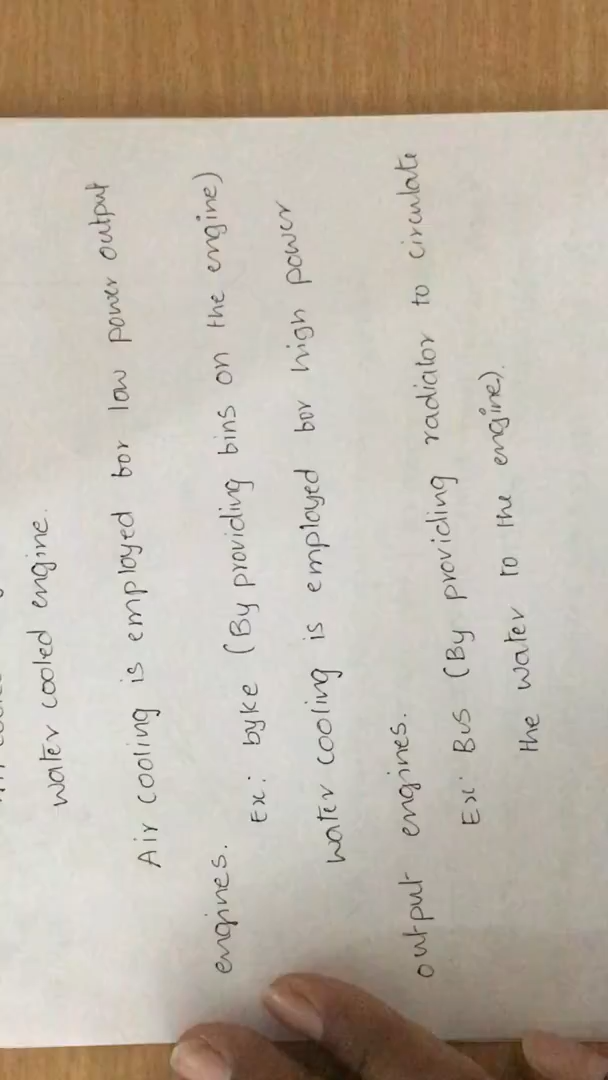 water cooled engine.
Air cooling is employed bor low power output
engines.
Ex: byke (By providing bins on the engine)
water cooling is employed bor high power
output engines.
Ex: Bus (By providing radiator to circulate
the water to the engine).